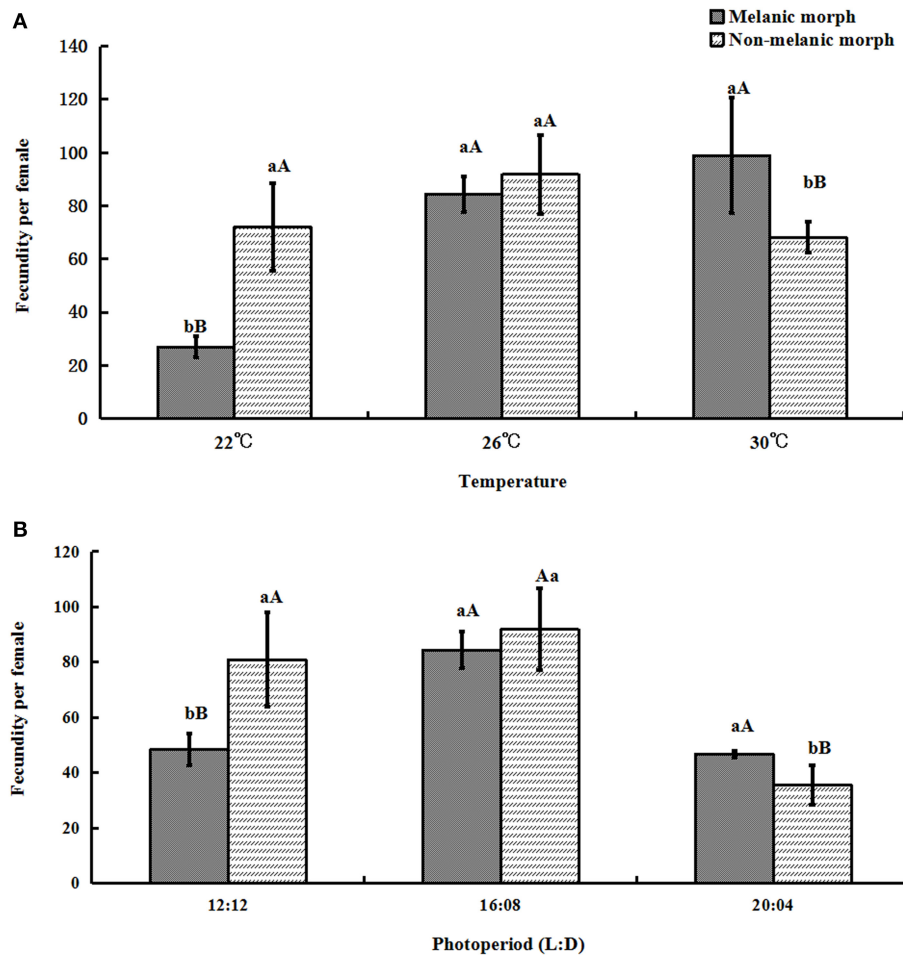 A
Melanic morph
Non-melanic morph
140
120
100
80
60
40
20
0
Fecundity per female
bB
aA
aA
aA
aA
bB
22℃
26℃
30℃
Temperature
B
120
100
80
60
40
20
0
Fecundity per female
bB
aA
aA
Aa
aA
bB
12:12
16:08
20:04
Photoperiod (L:D)